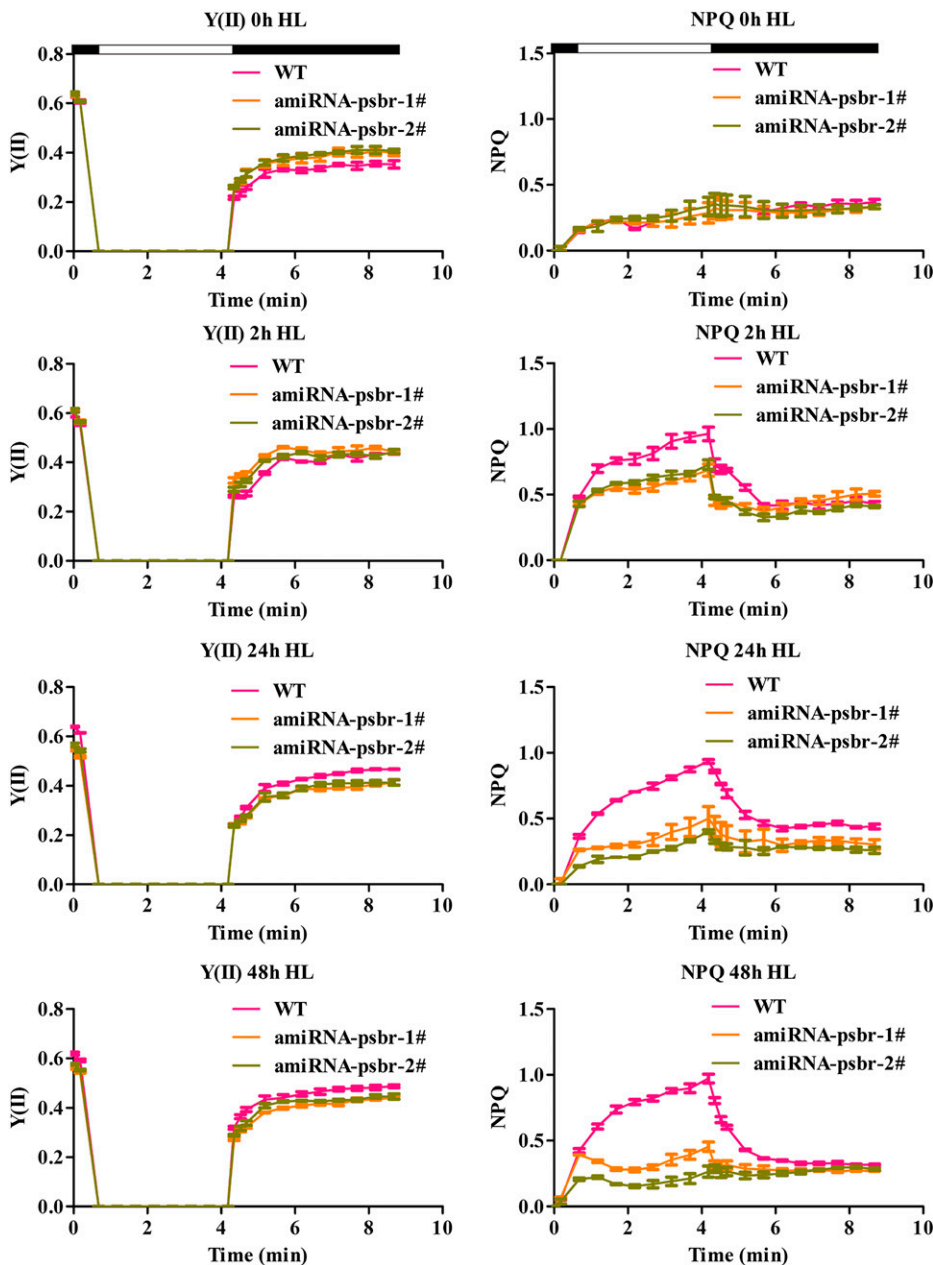 Y(II) 0h HL
0.8
0.6
0.4
0.2
0.0
Y(II)
WT
amiRNA-psbr-1#
amiRNA-psbr-2#
0 2 4 6 8 10
Time (min)
NPQ 0h HL
1.5
1.0
0.5
0.0
NPQ
WT
amiRNA-psbr-1#
amiRNA-psbr-2#
0 2 4 6 8 10
Time (min)
Y(II) 2h HL
0.8
0.6
0.4
0.2
0.0
Y(II)
WT
amiRNA-psbr-1#
amiRNA-psbr-2#
0 2 4 6 8 10
Time (min)
NPQ 2h HL
1.5
1.0
0.5
0.0
NPQ
WT
amiRNA-psbr-1#
amiRNA-psbr-2#
0 2 4 6 8 10
Time (min)
Y(II) 24h HL
0.8
0.6
0.4
0.2
0.0
Y(II)
WT
amiRNA-psbr-1#
amiRNA-psbr-2#
0 2 4 6 8 10
Time (min)
NPQ 24h HL
1.5
1.0
0.5
0.0
NPQ
WT
amiRNA-psbr-1#
amiRNA-psbr-2#
0 2 4 6 8 10
Time (min)
Y(II) 48h HL
0.8
0.6
0.4
0.2
0.0
Y(II)
WT
amiRNA-psbr-1#
amiRNA-psbr-2#
0 2 4 6 8 10
Time (min)
NPQ 48h HL
1.5
1.0
0.5
0.0
NPQ
WT
amiRNA-psbr-1#
amiRNA-psbr-2#
0 2 4 6 8 10
Time (min)